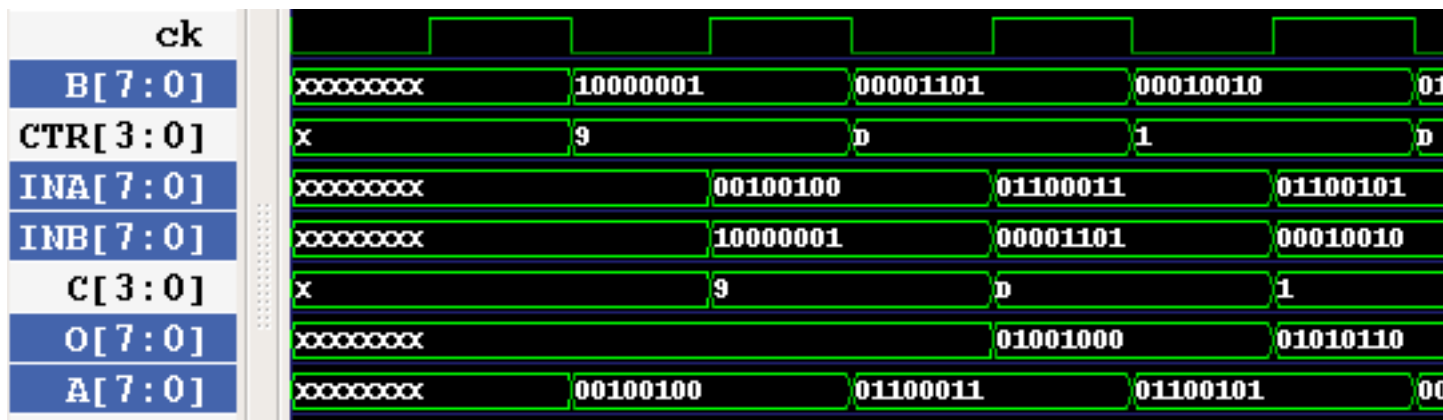 ck
B[7:0] xxxxxxxx 10000001 00001101 00010010 01
CTR[3:0] x 9 D 1 D
INA[7:0] xxxxxxxx 00100100 01100011 01100101
INB[7:0] xxxxxxxx 10000001 00001101 00010010
C[3:0] x 9 D 1
O[7:0] xxxxxxxx 01001000 01010110
A[7:0] xxxxxxxx 00100100 01100011 01100101 00